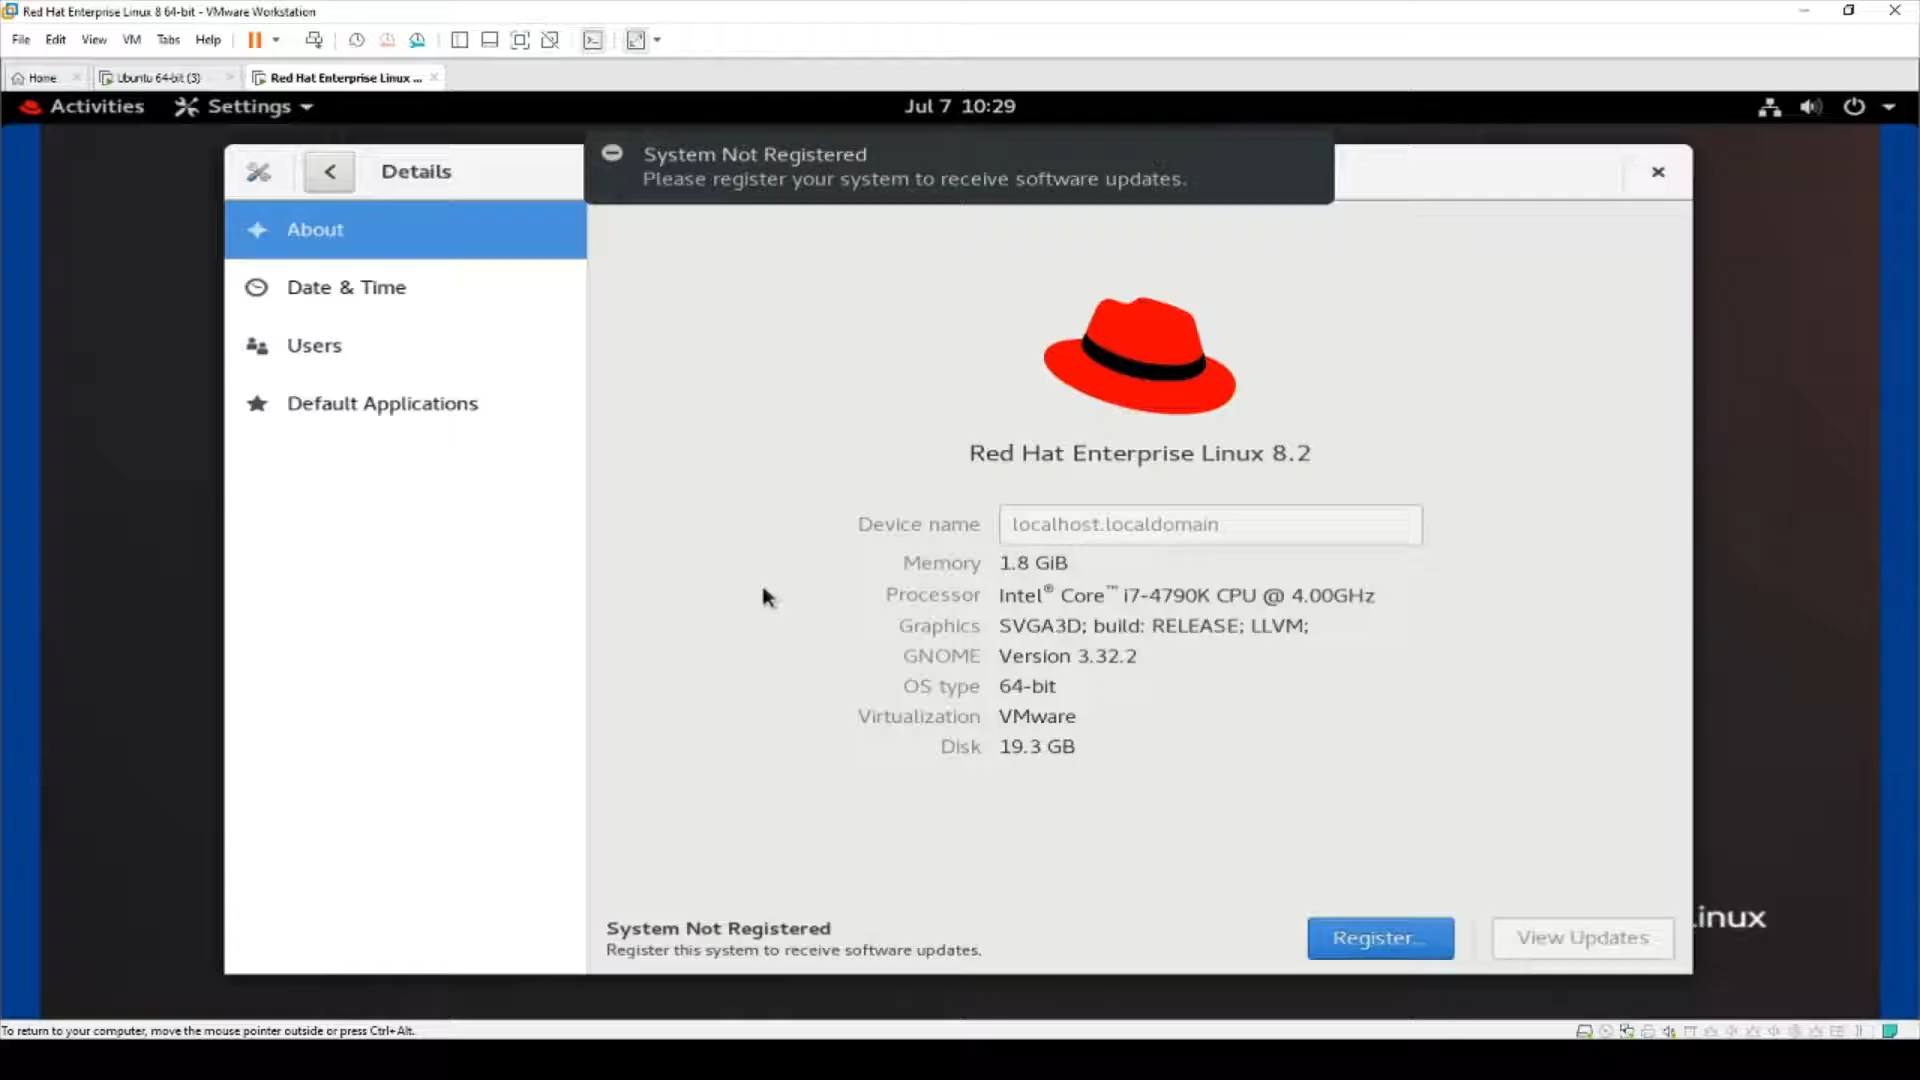 Red Hat Enterprise Linux 8 64-bit - VMware Workstation
File Edit View VM Tabs Help
Home Ubuntu 64-bit (3) Red Hat Enterprise Linux ...
Activities Settings Jul 7 10:29
Details
System Not Registered
Please register your system to receive software updates.
About
Date & Time
Users
Default Applications
Red Hat Enterprise Linux 8.2
Device name localhost.localdomain
Memory 1.8 GiB
Processor Intel® Core™ i7-4790K CPU @ 4.00GHz
Graphics SVGA3D; build: RELEASE; LLVM;
GNOME Version 3.32.2
OS type 64-bit
Virtualization VMware
Disk 19.3 GB
System Not Registered
Register this system to receive software updates.
Register...
View Updates
Linux
To return to your computer, move the mouse pointer outside or press Ctrl+Alt.